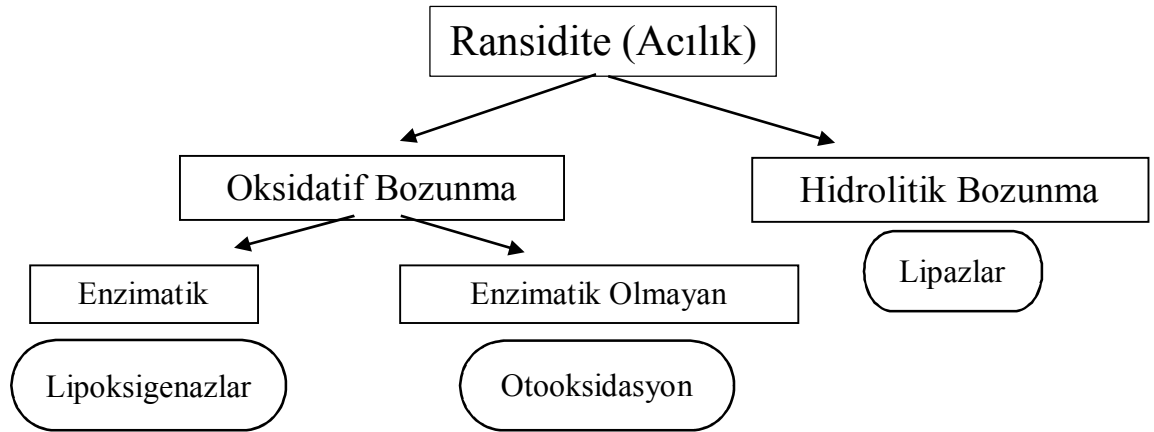 Ransidite (Acılık)
Oksidatif Bozunma
Hidrolitik Bozunma
Lipazlar
Enzimatik
Enzimatik Olmayan
Lipoksigenazlar
Otooksidasyon